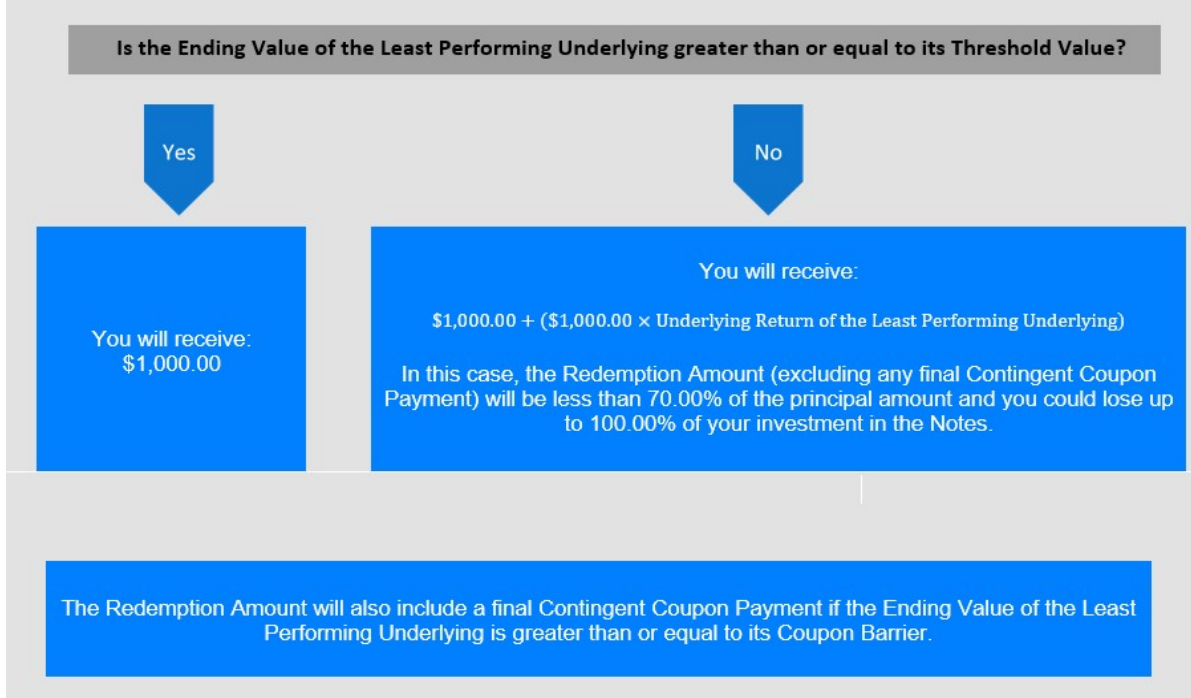 Is the Ending Value of the Least Performing Underlying greater than or equal to its Threshold Value?
Yes
No
You will receive:
$1,000.00
You will receive:
$1,000.00 + ($1,000.00 × Underlying Return of the Least Performing Underlying)
In this case, the Redemption Amount (excluding any final Contingent Coupon
Payment) will be less than 70.00% of the principal amount and you could lose up
to 100.00% of your investment in the Notes.
The Redemption Amount will also include a final Contingent Coupon Payment if the Ending Value of the Least
Performing Underlying is greater than or equal to its Coupon Barrier.